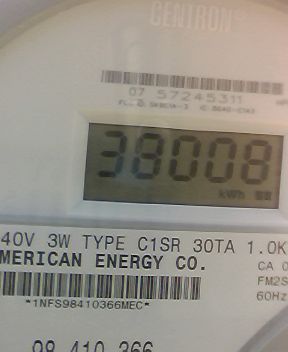 CENTRON®
07 57245311
38008
kWh
40V 3W TYPE C1SR 30TA 1.0K
MERICAN ENERGY CO.
CA 0
FM2S
60Hz
*1NFS98410366MEC*
98 410 366